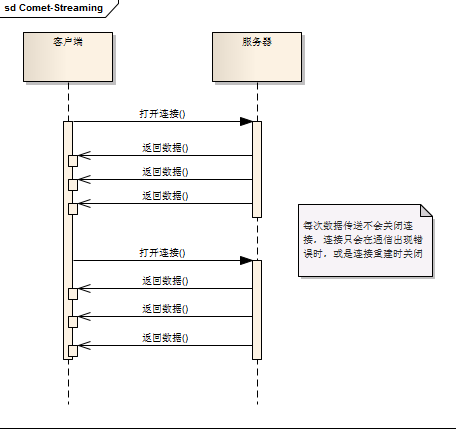 sd Comet-Streaming
客户端
服务器
打开连接()
返回数据()
返回数据()
返回数据()
每次数据传送不会关闭连
接，连接只会在通信出现错
误时，或是连接重建时关闭
打开连接()
返回数据()
返回数据()
返回数据()